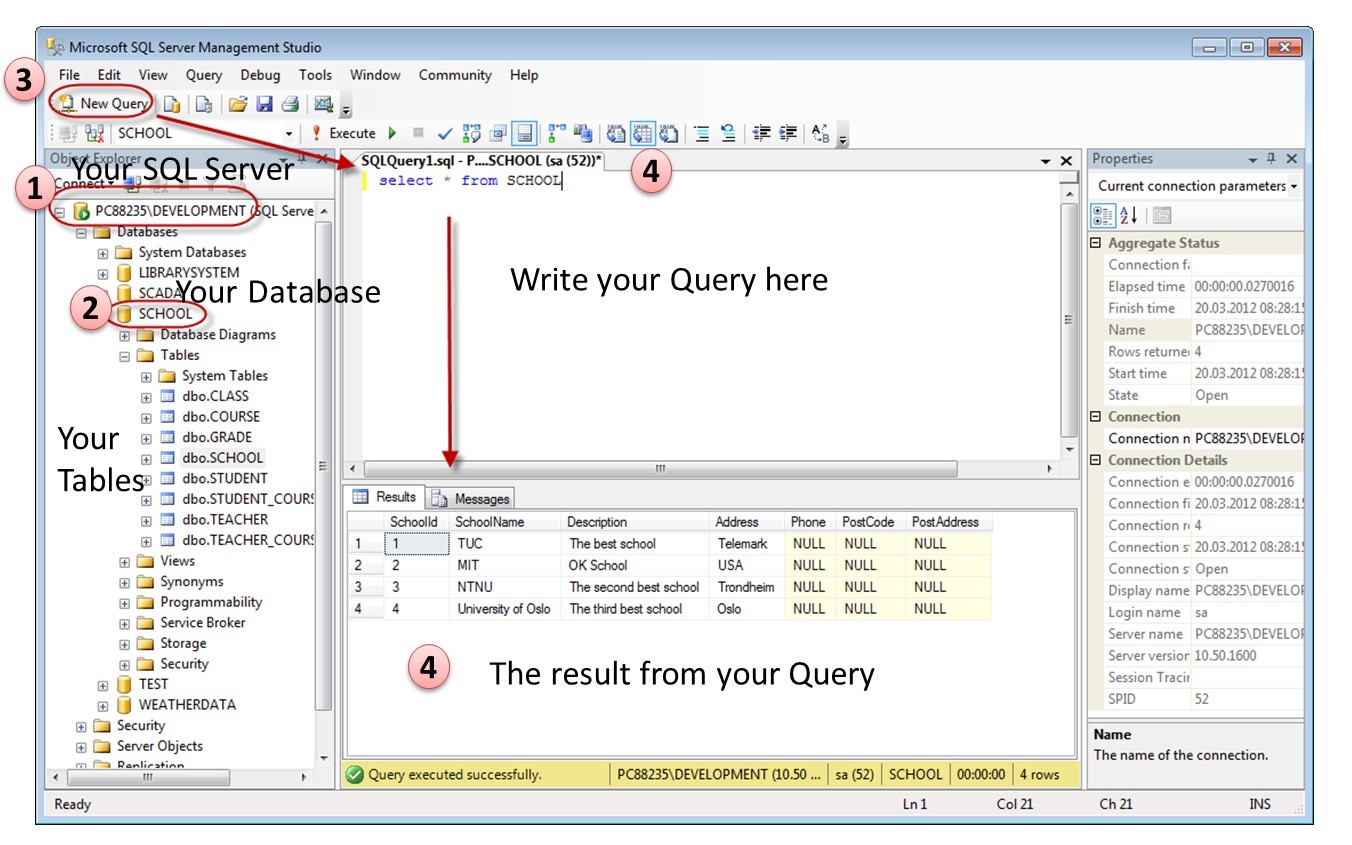 Microsoft SQL Server Management Studio
File Edit View Query Debug Tools Window Community Help
3
New Query
SCHOOL Execute
Object Explorer
Your SQL Server
Connect
1
PC88235\DEVELOPMENT (SQL Serve
Databases
System Databases
LIBRARYSYSTEM
SCADA
Your Database
2
SCHOOL
Database Diagrams
Tables
System Tables
dbo.CLASS
dbo.COURSE
dbo.GRADE
dbo.SCHOOL
dbo.STUDENT
dbo.STUDENT_COURS
dbo.TEACHER
dbo.TEACHER_COURS
Your
Tables
Views
Synonyms
Programmability
Service Broker
Storage
Security
TEST
WEATHERDATA
Security
Server Objects
Replication
SQLQuery1.sql - P....SCHOOL (sa (52))*
4
select * from SCHOOL
Write your Query here
Results Messages
SchoolId SchoolName Description Address Phone PostCode PostAddress
1 1 TUC The best school Telemark NULL NULL NULL
2 2 MIT OK School USA NULL NULL NULL
3 3 NTNU The second best school Trondheim NULL NULL NULL
4 4 University of Oslo The third best school Oslo NULL NULL NULL
4
The result from your Query
Query executed successfully. PC88235\DEVELOPMENT (10.50 ... sa (52) SCHOOL 00:00:00 4 rows
Properties
Current connection parameters
Aggregate Status
Connection f
Elapsed time 00:00:00.0270016
Finish time 20.03.2012 08:28:1
Name PC88235\DEVELO
Rows returne 4
Start time 20.03.2012 08:28:1
State Open
Connection
Connection n PC88235\DEVELO
Connection Details
Connection e 00:00:00.0270016
Connection fi 20.03.2012 08:28:1
Connection r 4
Connection s 20.03.2012 08:28:1
Connection s Open
Display name PC88235\DEVELO
Login name sa
Server name PC88235\DEVELO
Server version 10.50.1600
Session Tracin
SPID 52
Name
The name of the connection.
Ready Ln 1 Col 21 Ch 21 INS